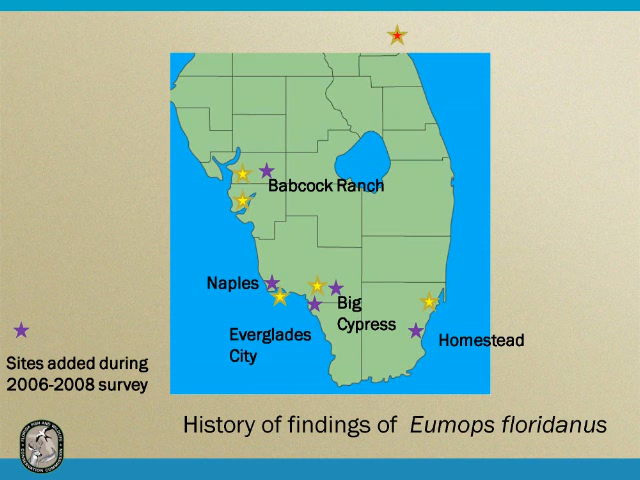 Babcock Ranch
Naples
Big
Cypress
Everglades
City
Homestead
Sites added during
2006-2008 survey
History of findings of Eumops floridanus